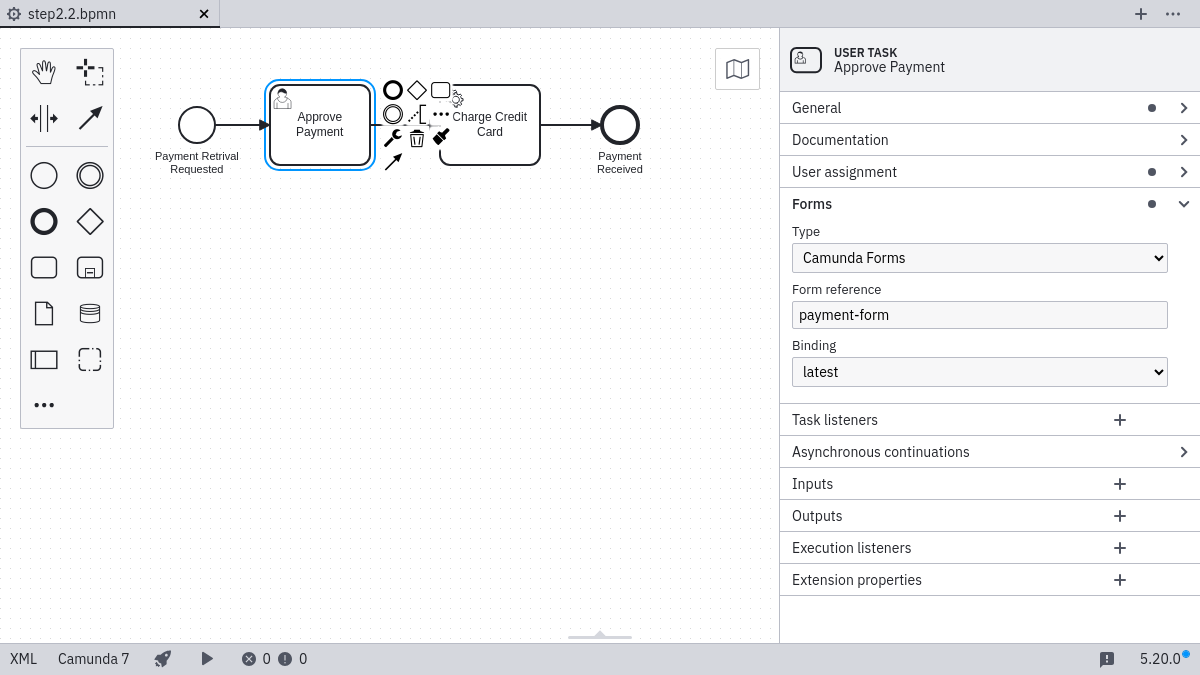 step2.2.bpmn
Payment Retrival
Requested
Approve
Payment
Charge Credit
Card
Payment
Received
USER TASK
Approve Payment
General
Documentation
User assignment
Forms
Type
Camunda Forms
Form reference
payment-form
Binding
latest
Task listeners
Asynchronous continuations
Inputs
Outputs
Execution listeners
Extension properties
XML Camunda 7 0 0 5.20.0